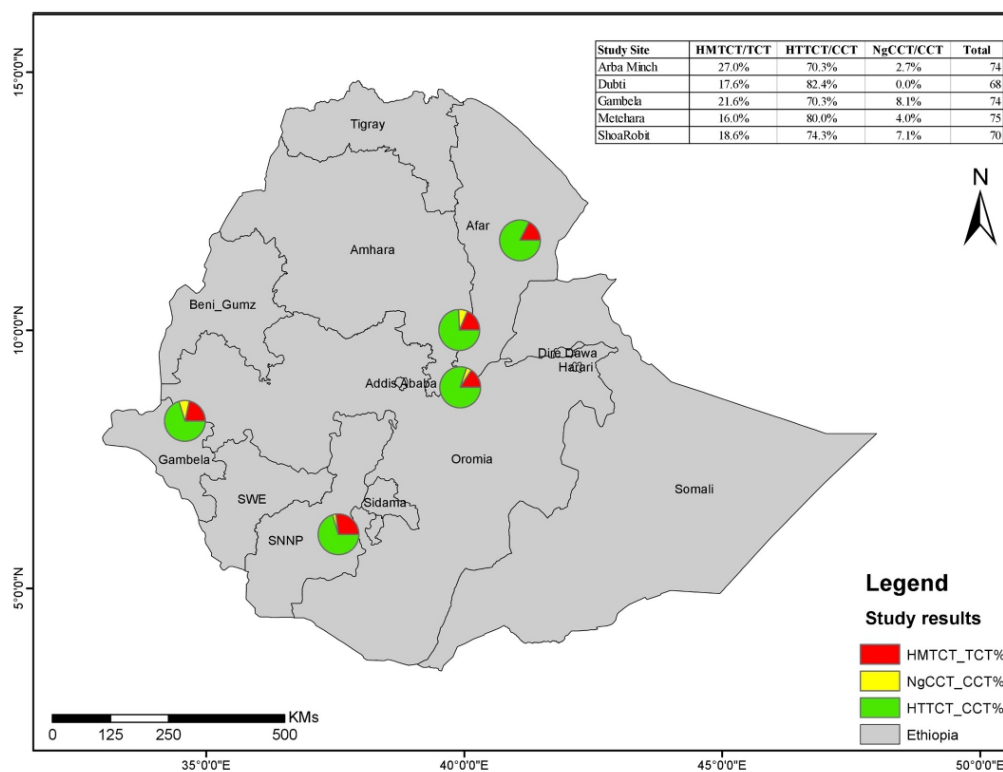 Study Site HMTCT/TCT HTTCT/CCT NgCCT/CCT Total
Arba Minch 27.0% 70.3% 2.7% 74
Dubti 17.6% 82.4% 0.0% 68
Gambela 21.6% 70.3% 8.1% 74
Metehara 16.0% 80.0% 4.0% 75
ShoaRobit 18.6% 74.3% 7.1% 70
15°0'0"N
Tigray
N
Afar
Amhara
Beni_Gumz
10°0'0"N
Dire Dawa
Harari
Addis Ababa
Gambela
Oromia
SWE
Sidama
Somali
SNNP
5°0'0"N
Legend
Study results
HMTCT_TCT%
NgCCT_CCT%
HTTCT_CCT%
Ethiopia
KMs
0 125 250 500
35°0'0"E 40°0'0"E 45°0'0"E 50°0'0"E